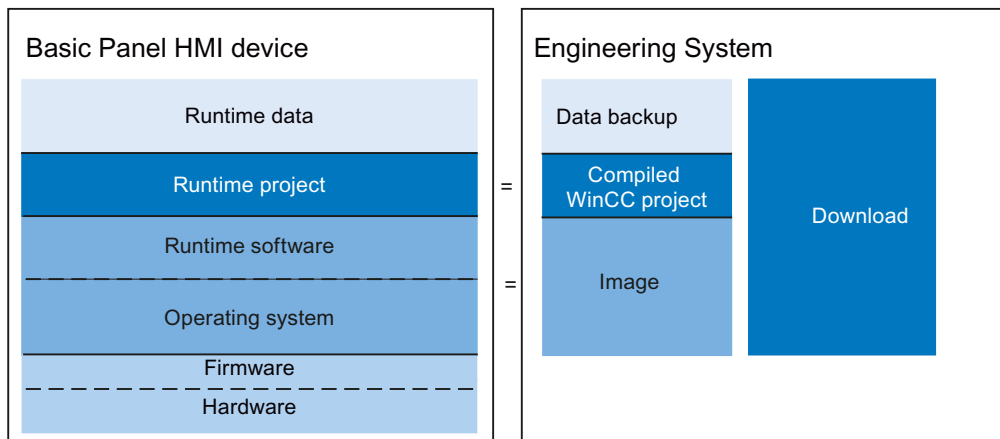 Basic Panel HMI device
Runtime data
Runtime project
Runtime software
Operating system
Firmware
Hardware
=
=
Engineering System
Data backup
Compiled
WinCC project
Image
Download